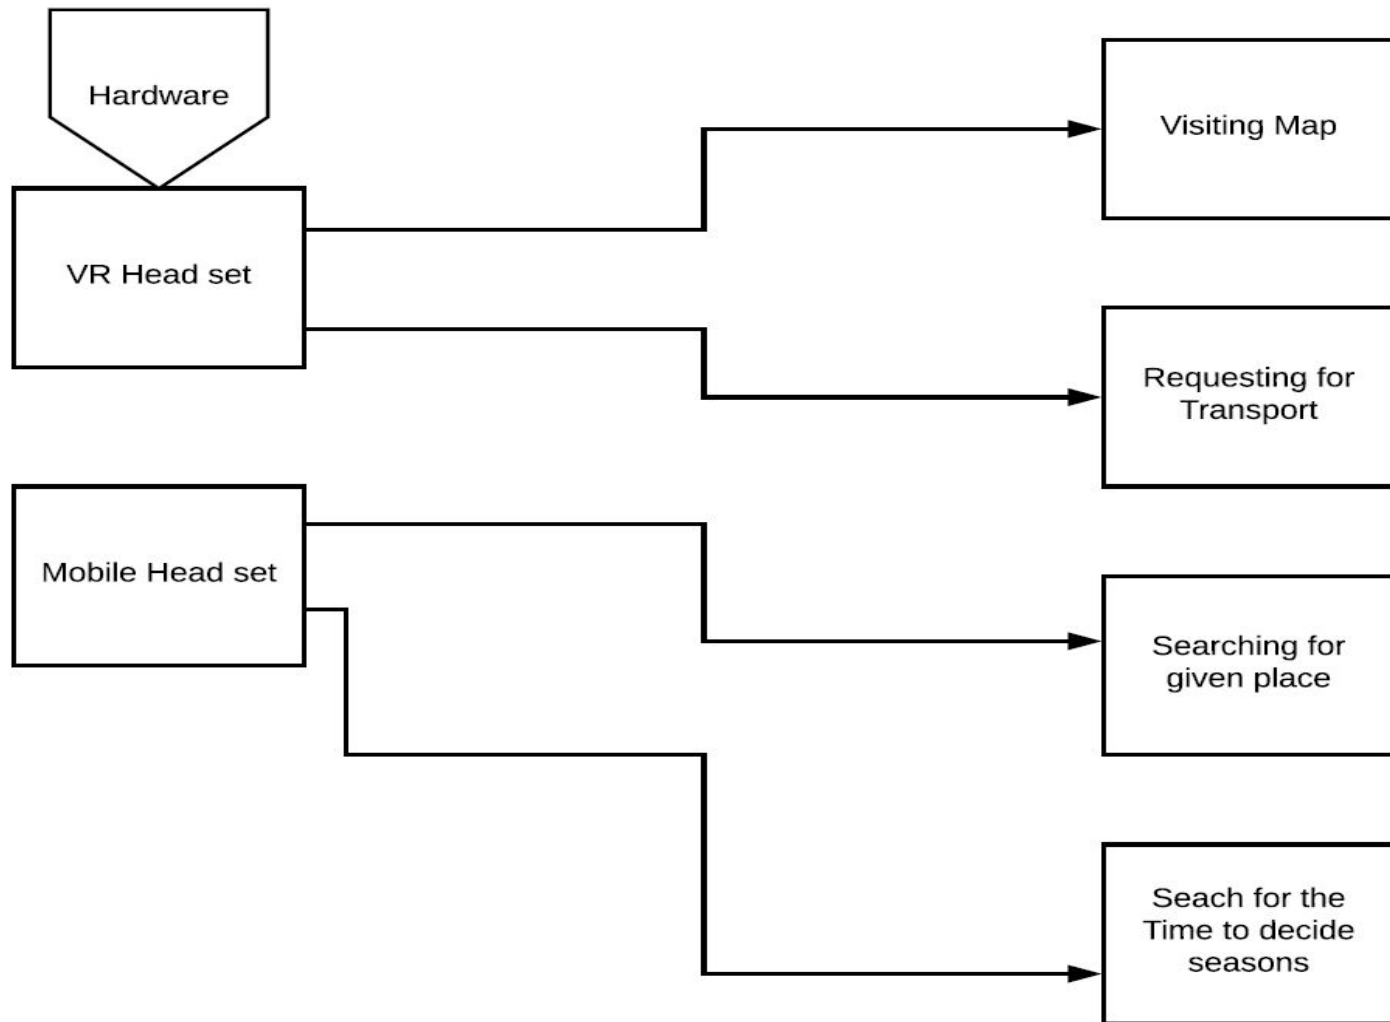 Hardware
VR Head set
Visiting Map
Requesting for
Transport
Mobile Head set
Searching for
given place
Seach for the
Time to decide
seasons